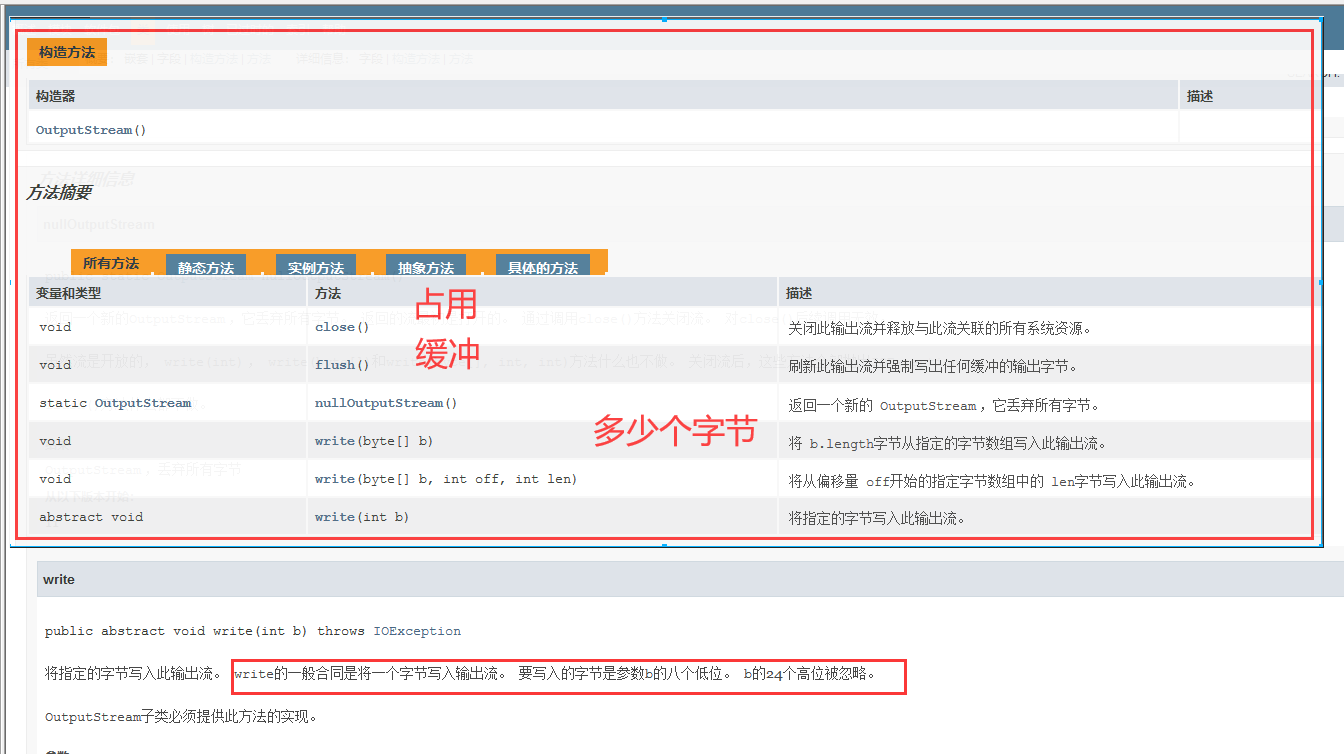 构造方法
构造器 描述
OutputStream()
方法摘要
方法详细信息
nullOutputStream
所有方法 静态方法 实例方法 抽象方法 具体的方法
变量和类型 方法 描述
占用
void close() 关闭此输出流并释放与此流关联的所有系统资源。
缓冲
void flush() 刷新此输出流并强制写出任何缓冲的输出字节。
static OutputStream nullOutputStream() 返回一个新的 OutputStream ，它丢弃所有字节。
多少个字节
void write(byte[] b) 将 b.length字节从指定的字节数组写入此输出流。
void write(byte[] b, int off, int len) 将从偏移量 off开始的指定字节数组中的 len字节写入此输出流。
abstract void write(int b) 将指定的字节写入此输出流。
write
public abstract void write(int b) throws IOException
将指定的字节写入此输出流。 write的一般合同是将一个字节写入输出流。 要写入的字节是参数b的八个低位。 b的24个高位被忽略。
OutputStream子类必须提供此方法的实现。